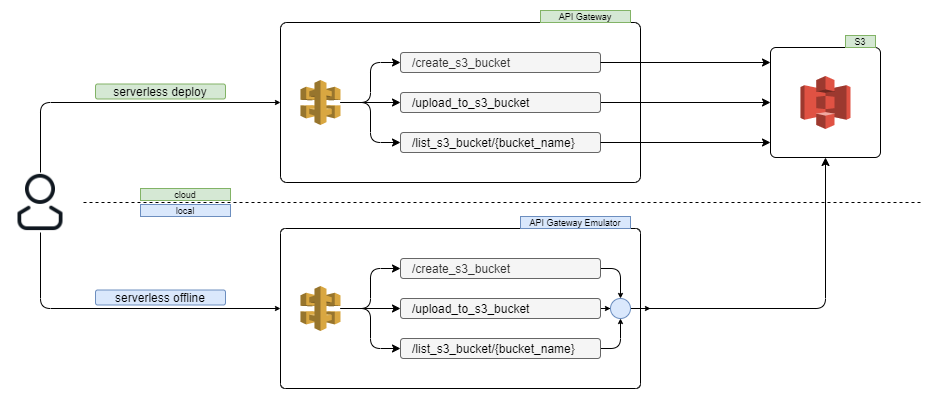 API Gateway
S3
/create_s3_bucket
serverless deploy
/upload_to_s3_bucket
/list_s3_bucket/{bucket_name}
cloud
local
API Gateway Emulator
/create_s3_bucket
serverless offline
/upload_to_s3_bucket
/list_s3_bucket/{bucket_name}